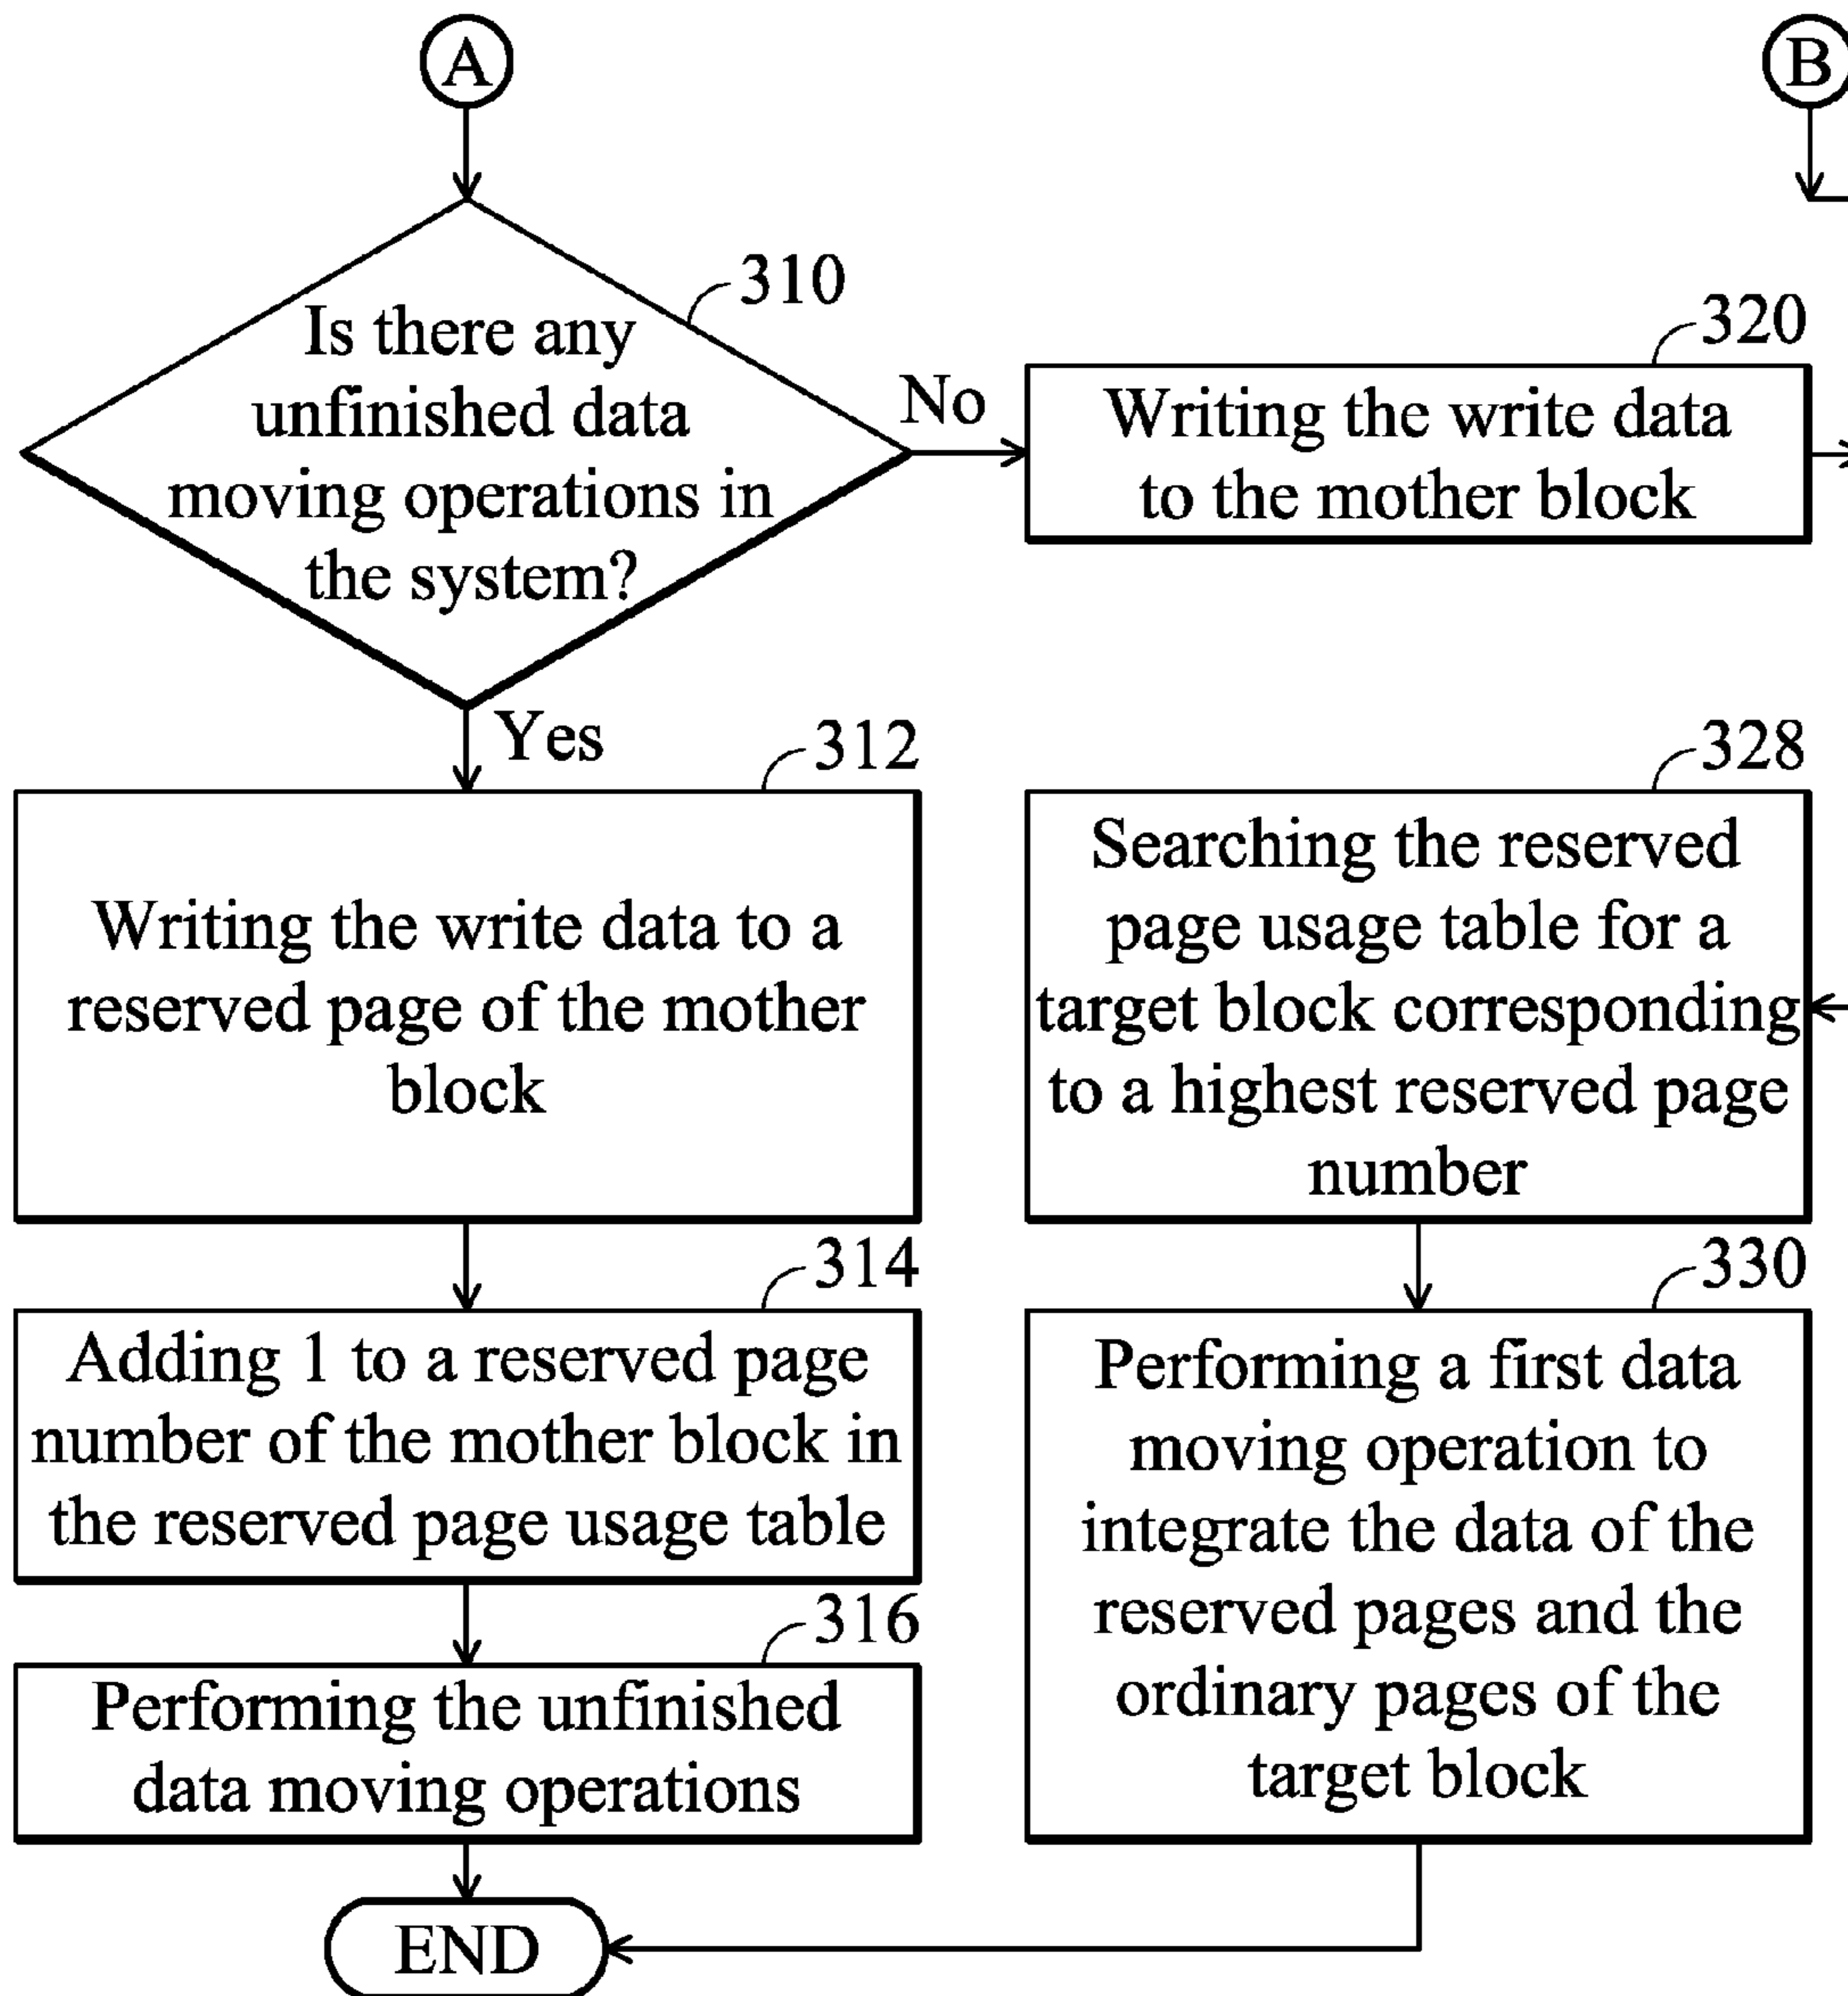 A
B
310
Is there any
unfinished data
moving operations in
the system?
No
320
Writing the write data
to the mother block
Yes
312
Writing the write data to a
reserved page of the mother
block
328
Searching the reserved
page usage table for a
target block corresponding
to a highest reserved page
number
314
Adding 1 to a reserved page
number of the mother block in
the reserved page usage table
330
Performing a first data
moving operation to
integrate the data of the
reserved pages and the
ordinary pages of the
target block
316
Performing the unfinished
data moving operations
END